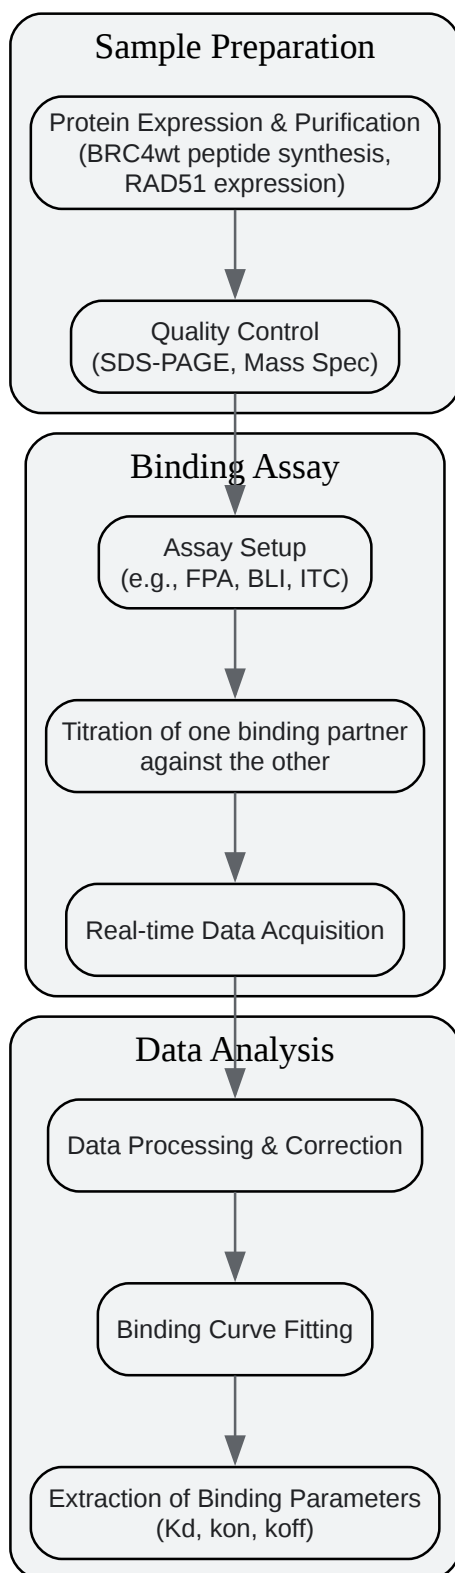 Sample Preparation
Protein Expression & Purification
(BRC4wt peptide synthesis,
RAD51 expression)
Quality Control
(SDS-PAGE, Mass Spec)
Binding Assay
Assay Setup
(e.g., FPA, BLI, ITC)
Titration of one binding partner
against the other
Real-time Data Acquisition
Data Analysis
Data Processing & Correction
Binding Curve Fitting
Extraction of Binding Parameters
(Kd, kon, koff)